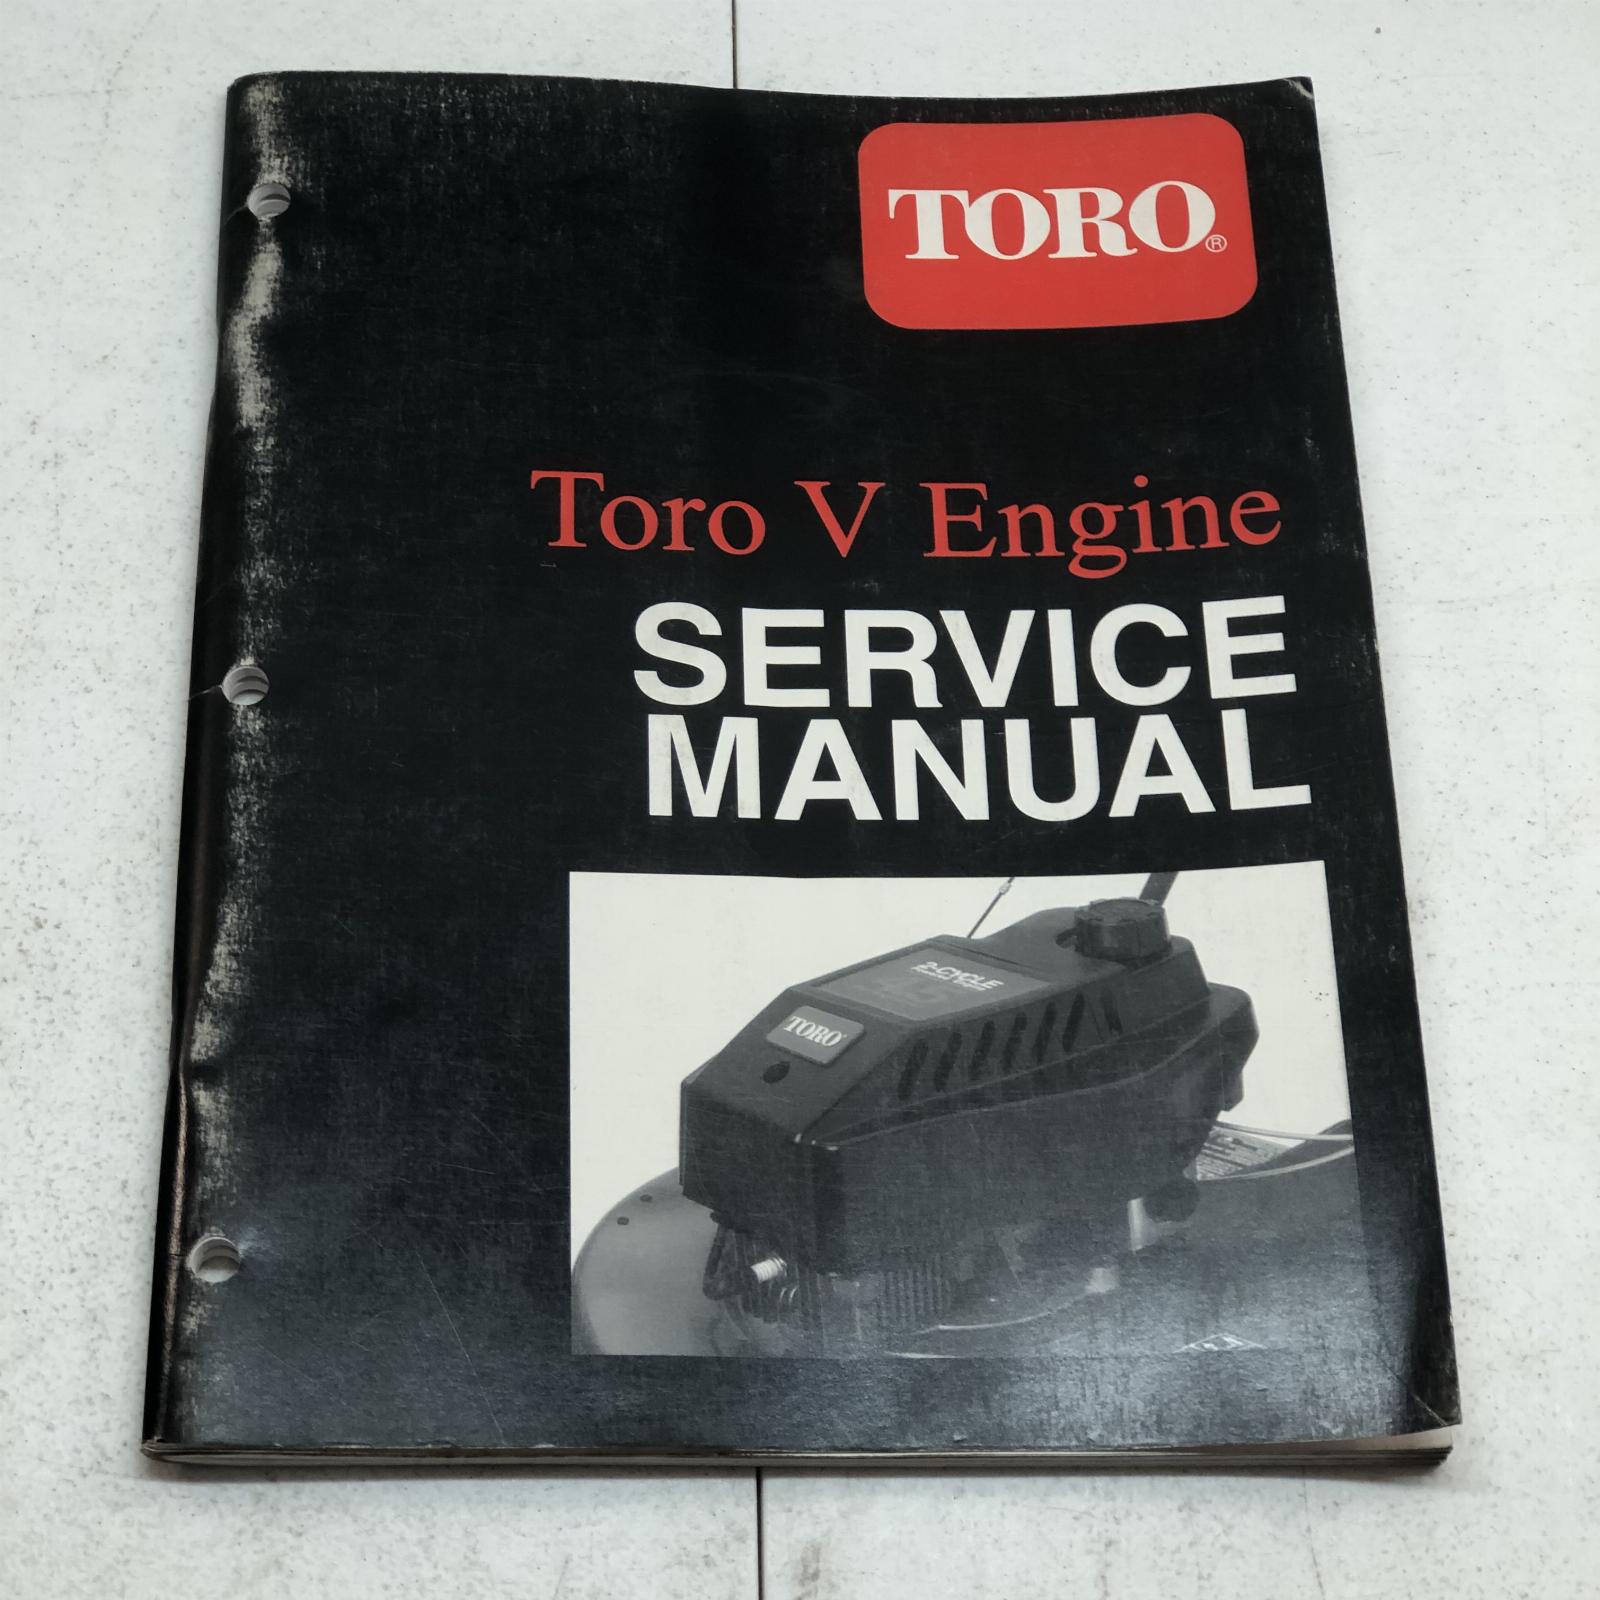 TORO®
Toro V Engine
SERVICE
MANUAL
2-CYCLE
TORO